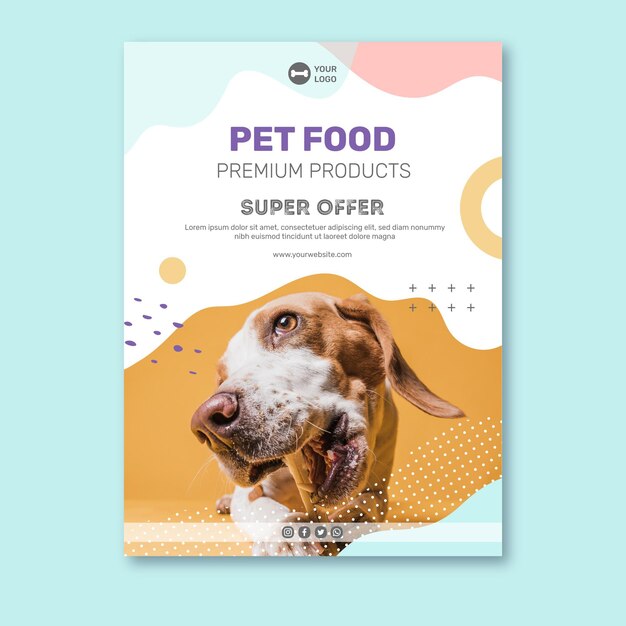 YOUR
LOGO
PET FOOD
PREMIUM PRODUCTS
SUPER OFFER
Lorem ipsum dolor sit amet, consectetuer adipiscing elit,
sed diam nonummy nibh euismod tincidunt
ut laoreet dolore magna
www.yourwebsite.com